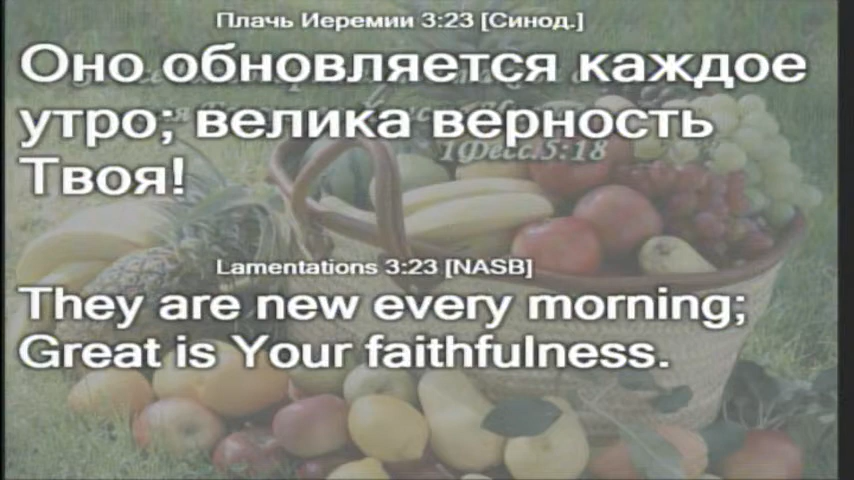 Плачь Иеремии 3:23 [Синод.]
Оно обновляется каждое
утро; велика верность
Твоя!
1Фесс.5:18
Lamentations 3:23 [NASB]
They are new every morning;
Great is Your faithfulness.